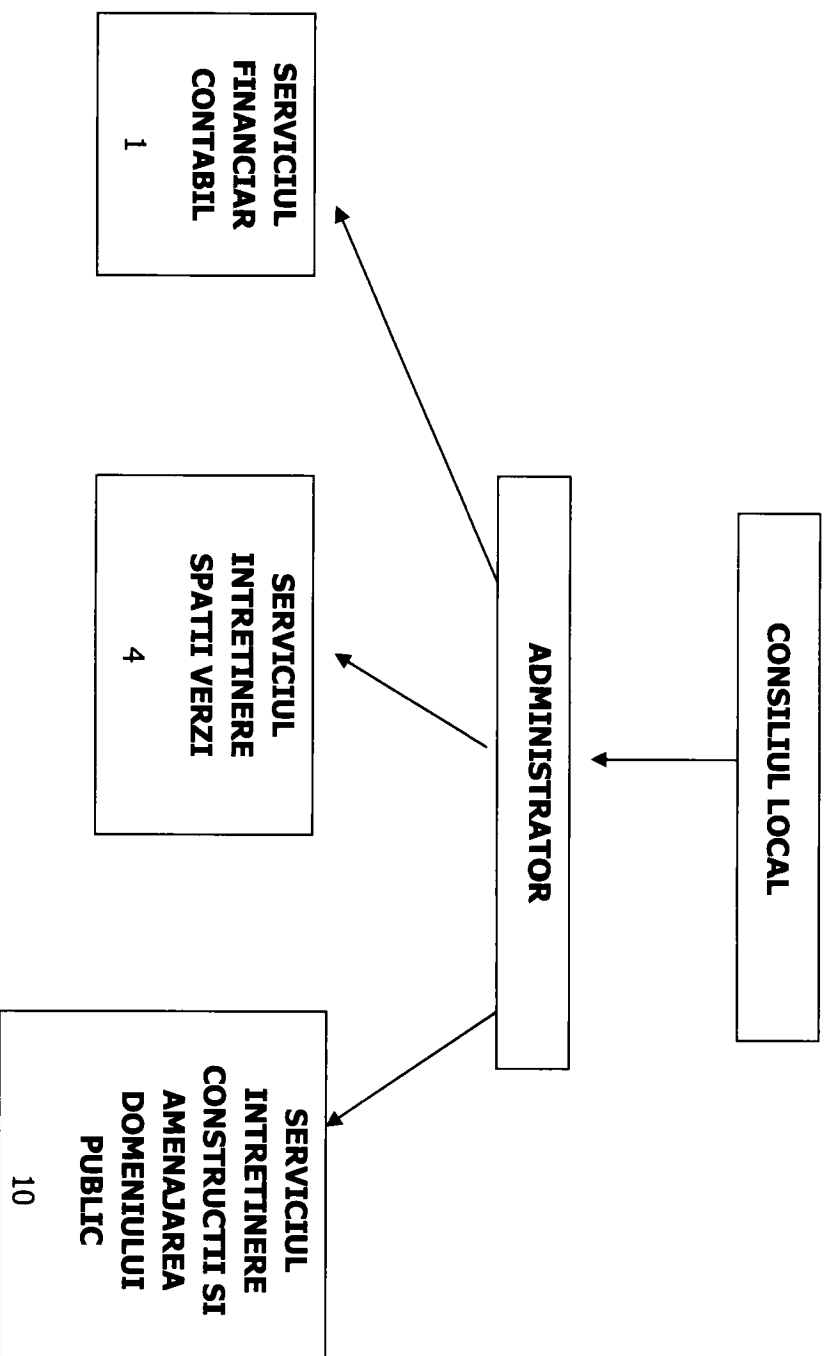 CONSILIUL LOCAL
ADMINISTRATOR
SERVICIUL
FINANCIAR
CONTABIL
1
SERVICIUL
INTRETINERE
SPATII VERZI
4
SERVICIUL
INTRETINERE
CONSTRUCTII SI
AMENAJAREA
DOMENIULUI
PUBLIC
10